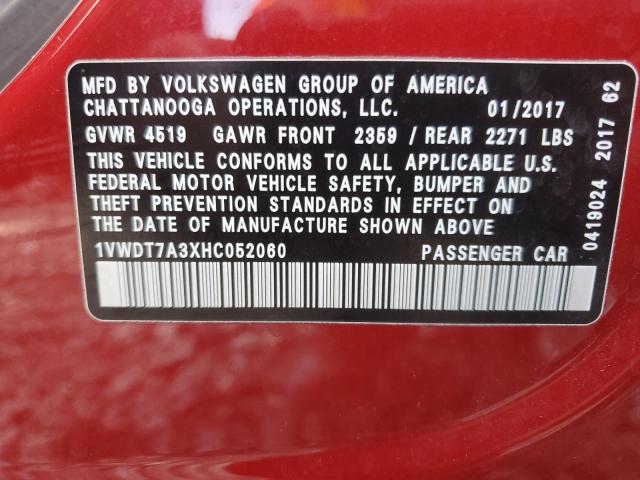 MFD BY VOLKSWAGEN GROUP OF AMERICA
CHATTANOOGA OPERATIONS, LLC. 01/2017
GVWR 4519 GAWR FRONT 2359 / REAR 2271 LBS
THIS VEHICLE CONFORMS TO ALL APPLICABLE U.S.
FEDERAL MOTOR VEHICLE SAFETY, BUMPER AND
THEFT PREVENTION STANDARDS IN EFFECT ON
THE DATE OF MANUFACTURE SHOWN ABOVE
1VWDT7A3XHC052060 PASSENGER CAR
0419024 2017 62